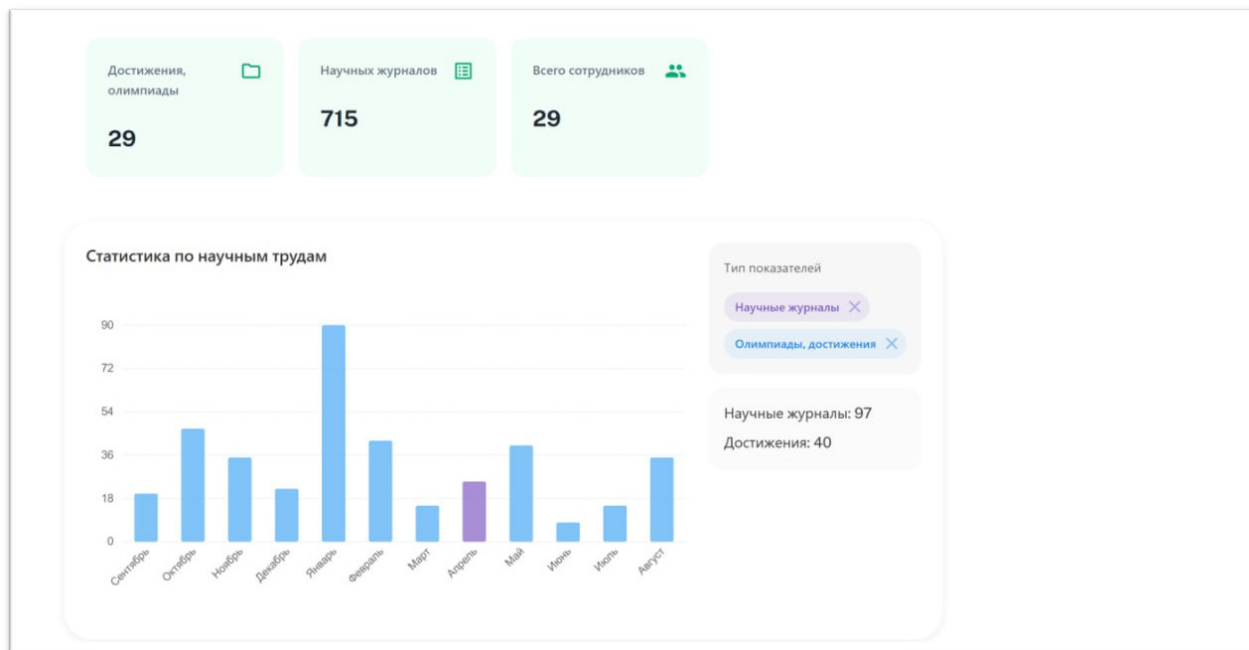 Достижения,
олимпиады
29
Научных журналов
715
Всего сотрудников
29
Статистика по научным трудам
90
72
54
36
18
0
Сентябрь
Октябрь
Ноябрь
Декабрь
Январь
Февраль
Март
Апрель
Май
Июнь
Июль
Август
Тип показателей
Научные журналы
Олимпиады, достижения
Научные журналы: 97
Достижения: 40